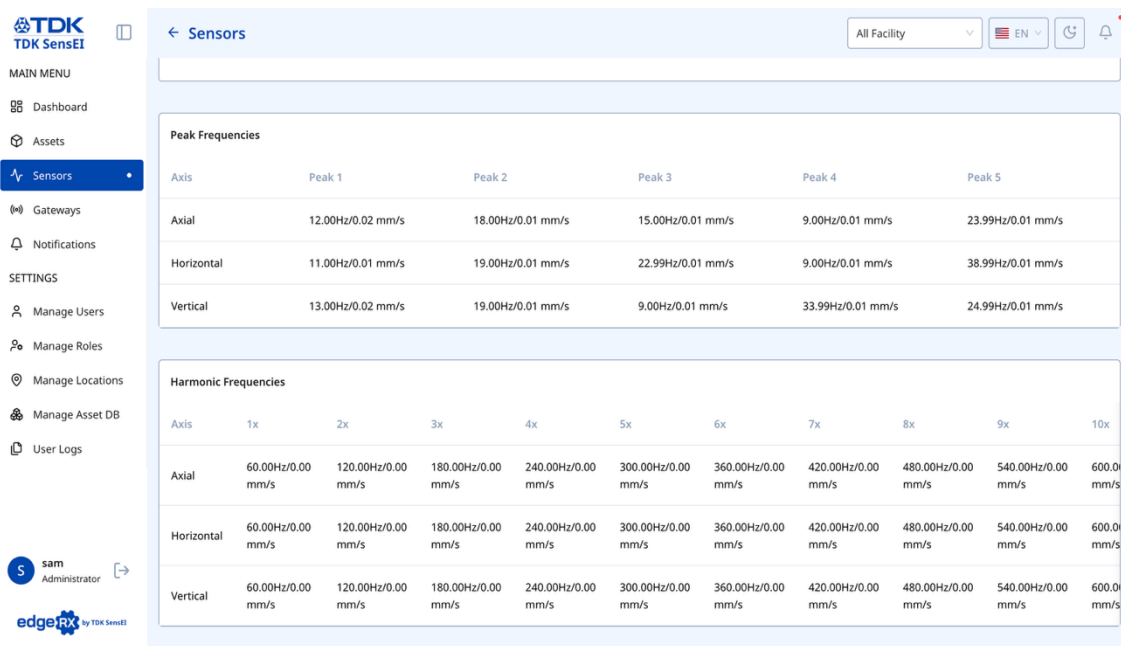 TDK
TDK SensEI
← Sensors
All Facility
EN
MAIN MENU
Dashboard
Assets
Sensors
Gateways
Notifications
SETTINGS
Manage Users
Manage Roles
Manage Locations
Manage Asset DB
User Logs
S
sam
Administrator
edgeRX by TDK SensEI
Peak Frequencies
Axis Peak 1 Peak 2 Peak 3 Peak 4 Peak 5
Axial 12.00Hz/0.02 mm/s 18.00Hz/0.01 mm/s 15.00Hz/0.01 mm/s 9.00Hz/0.01 mm/s 23.99Hz/0.01 mm/s
Horizontal 11.00Hz/0.01 mm/s 19.00Hz/0.01 mm/s 22.99Hz/0.01 mm/s 9.00Hz/0.01 mm/s 38.99Hz/0.01 mm/s
Vertical 13.00Hz/0.02 mm/s 19.00Hz/0.01 mm/s 9.00Hz/0.01 mm/s 33.99Hz/0.01 mm/s 24.99Hz/0.01 mm/s
Harmonic Frequencies
Axis 1x 2x 3x 4x 5x 6x 7x 8x 9x 10x
Axial 60.00Hz/0.00 120.00Hz/0.00 180.00Hz/0.00 240.00Hz/0.00 300.00Hz/0.00 360.00Hz/0.00 420.00Hz/0.00 480.00Hz/0.00 540.00Hz/0.00
mm/s mm/s mm/s mm/s mm/s mm/s mm/s mm/s mm/s mm/s
Horizontal 60.00Hz/0.00 120.00Hz/0.00 180.00Hz/0.00 240.00Hz/0.00 300.00Hz/0.00 360.00Hz/0.00 420.00Hz/0.00 480.00Hz/0.00 540.00Hz/0.00
mm/s mm/s mm/s mm/s mm/s mm/s mm/s mm/s mm/s mm/s
Vertical 60.00Hz/0.00 120.00Hz/0.00 180.00Hz/0.00 240.00Hz/0.00 300.00Hz/0.00 360.00Hz/0.00 420.00Hz/0.00 480.00Hz/0.00 540.00Hz/0.00
mm/s mm/s mm/s mm/s mm/s mm/s mm/s mm/s mm/s mm/s